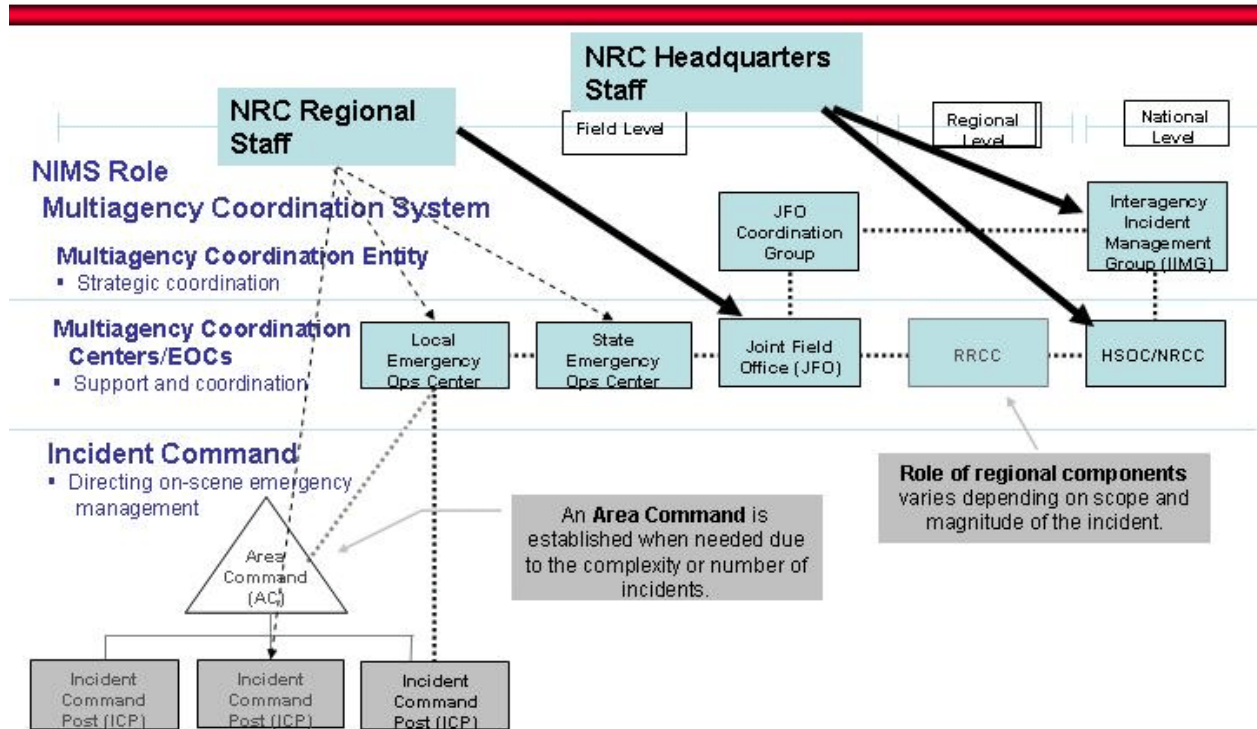 NRC Headquarters
Staff
NRC Regional
Staff
Field Level
Regional
Level
National
Level
NIMS Role
Multiagency Coordination System
Multiagency Coordination Entity
▪ Strategic coordination
JFO
Coordination
Group
Interagency
Incident
Management
Group (IIMG)
Multiagency Coordination
Centers/EOCs
▪ Support and coordination
Local
Emergency
Ops Center
State
Emergency
Ops Center
Joint Field
Office (JFO)
RRCC
HSOC/NRCC
Incident Command
▪ Directing on-scene emergency
management
Area
Command
(AC)
An Area Command is
established when needed due
to the complexity or number of
incidents.
Role of regional components
varies depending on scope and
magnitude of the incident.
Incident
Command
Post (ICP)
Incident
Command
Post (ICP)
Incident
Command
Post (ICP)